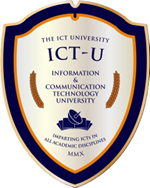 THE ICT UNIVERSITY
ICT-U
INFORMATION &
COMMUNICATION
TECHNOLOGY
UNIVERSITY
IMPARTING ICTS IN
ALL ACADEMIC DISCIPLINES
MMX